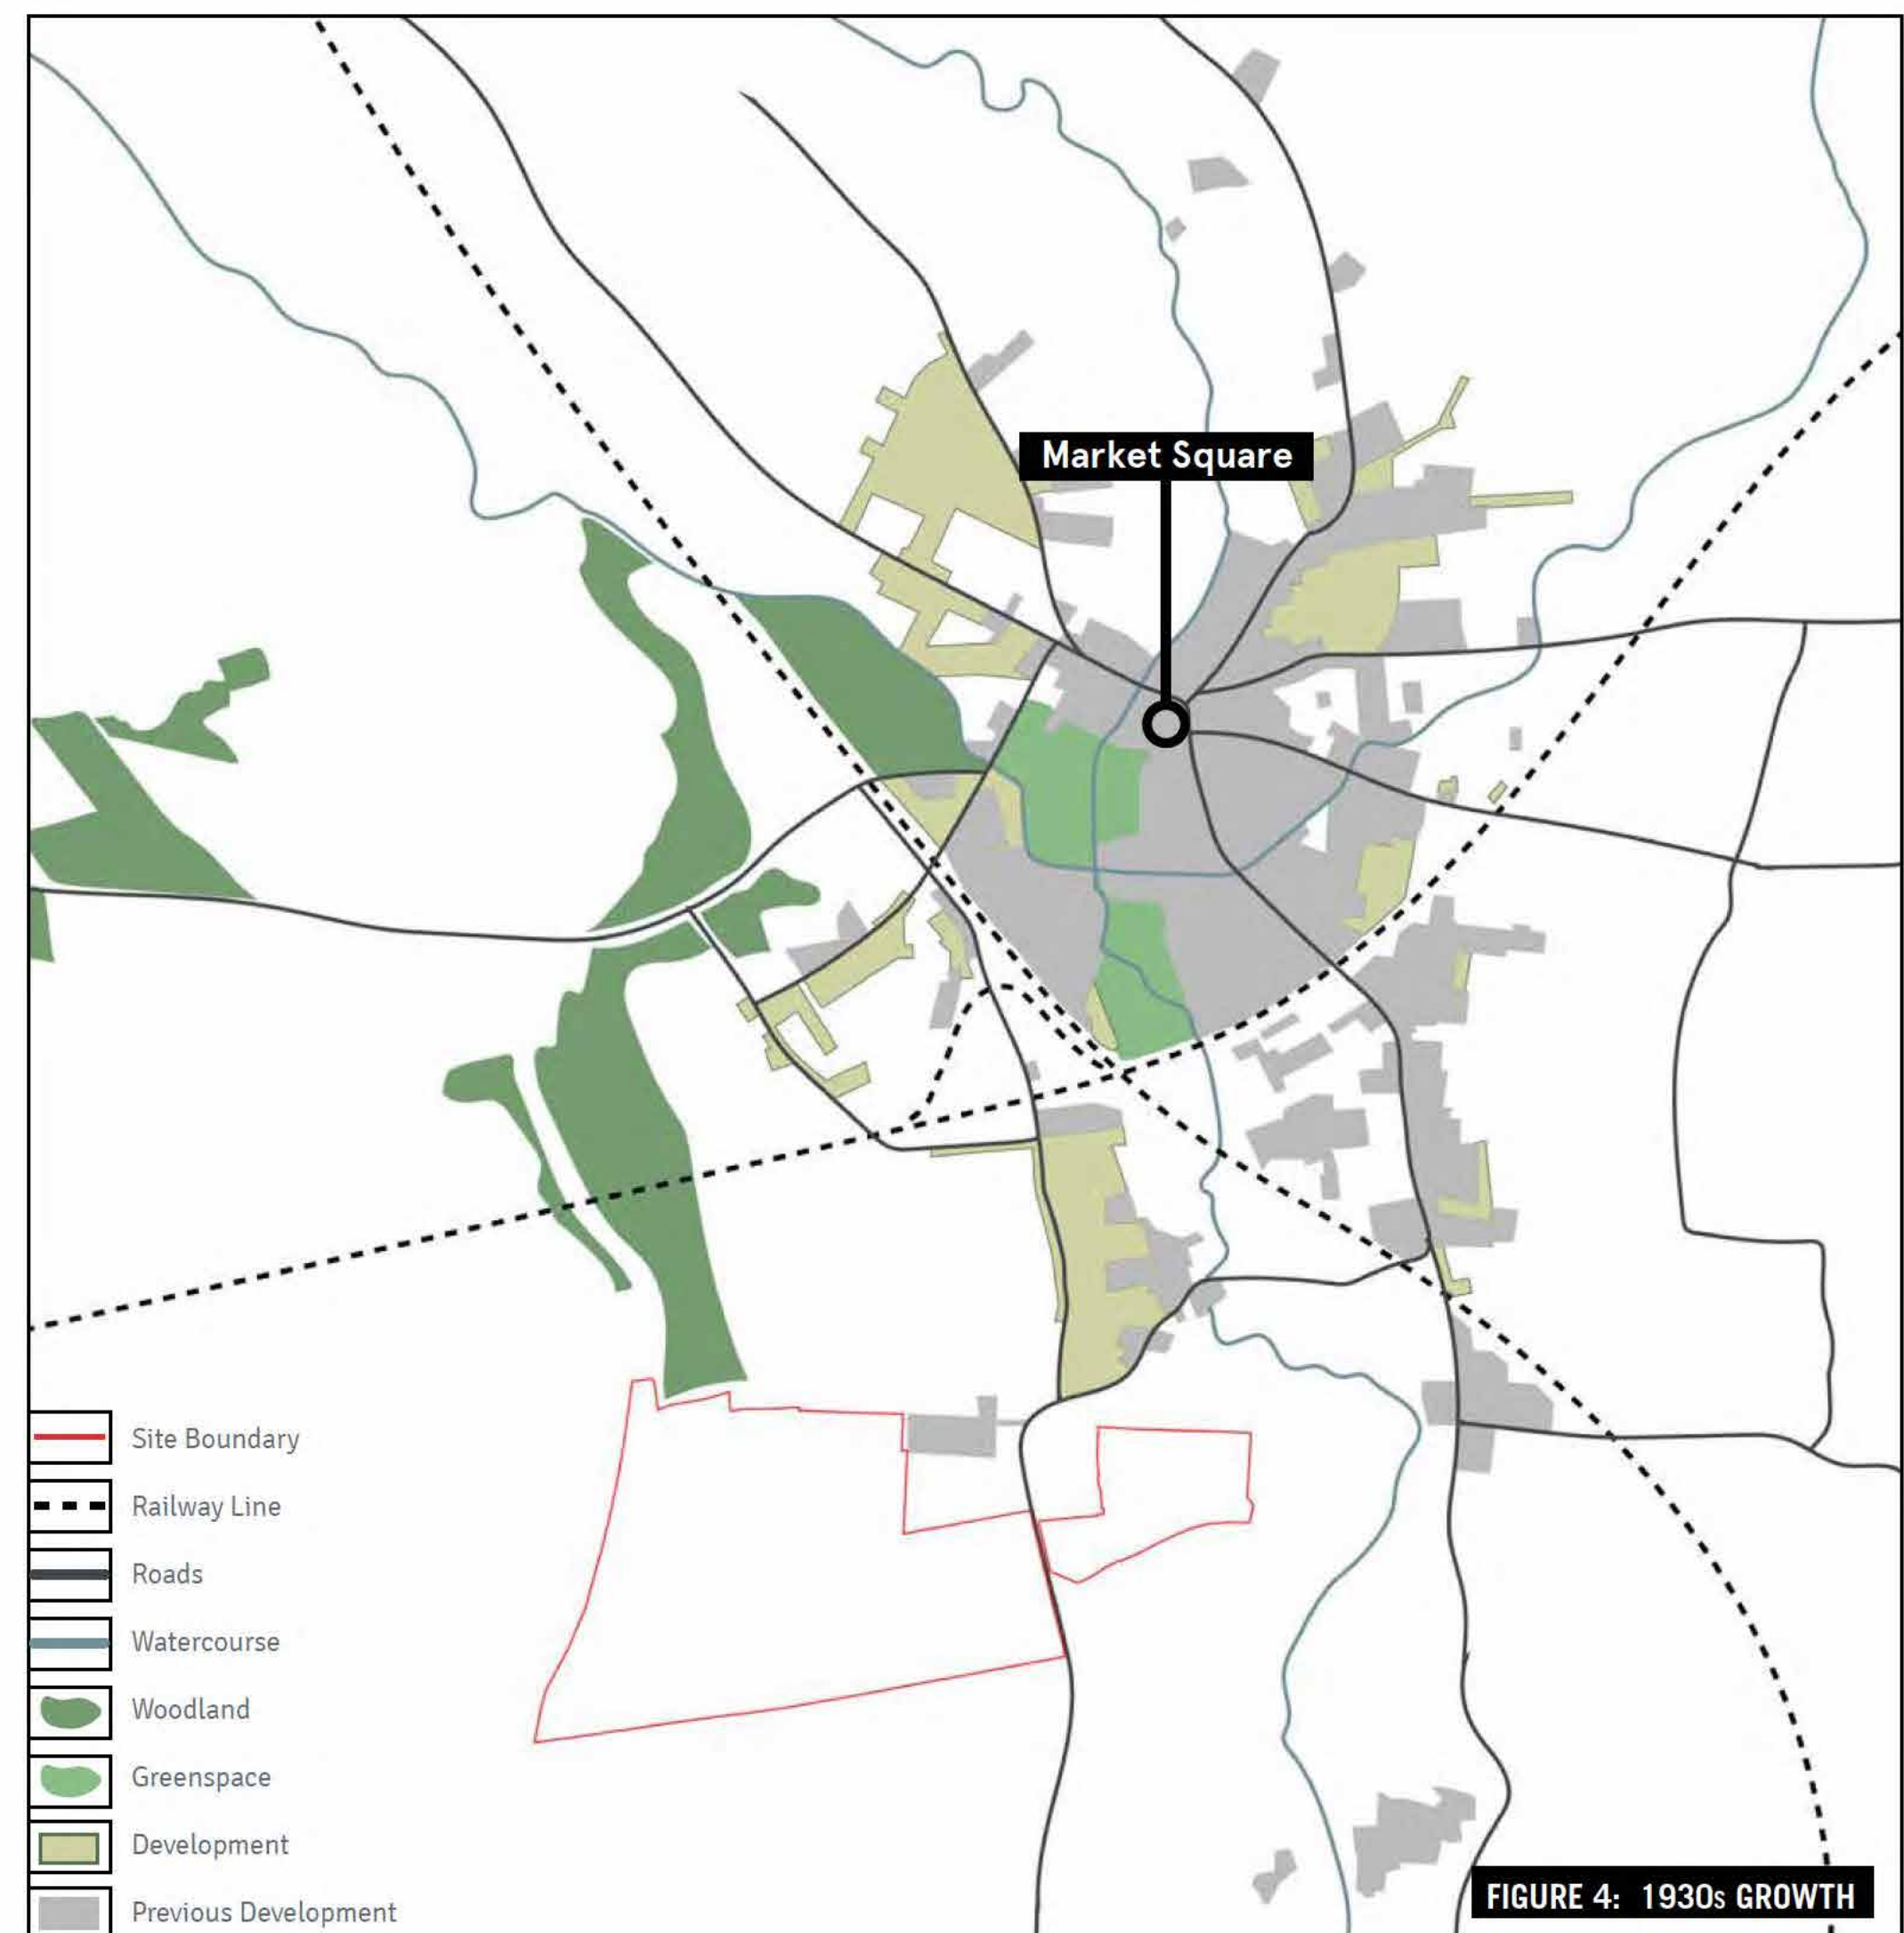 Market Square
Site Boundary
Railway Line
Roads
Watercourse
Woodland
Greenspace
Development
Previous Development
FIGURE 4: 1930s GROWTH